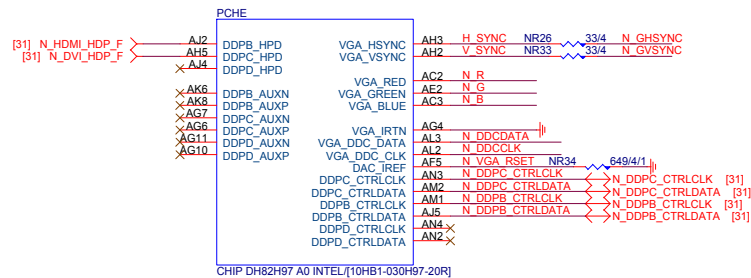 PCHE
[31] N_HDMI_HDP_F AJ2 DDPB_HPD VGA_HSYNC AH3 H_SYNC NR26 33/4 N_GHSYNC
[31] N_DVI_HDP_F AH5 DDPC_HPD VGA_VSYNC AH2 V_SYNC NR33 33/4 N_GVSYNC
AJ4 DDPD_HPD
VGA_RED AC2 N_R
AK6 DDPB_AUXN VGA_GREEN AE2 N_G
AK8 DDPB_AUXP VGA_BLUE AC3 N_B
AG7 DDPC_AUXN
AG6 DDPC_AUXP VGA_IRTN AG4
AG11 DDPD_AUXN VGA_DDC_DATA AL3 N_DDCDATA
AG10 DDPD_AUXP VGA_DDC_CLK AL2 N_DDCCLK
DAC_IREF AF5 N_VGA_RSET NR34 649/4/1
DDPC_CTRLCLK AN3 N_DDPC_CTRLCLK N_DDPC_CTRLCLK [31]
DDPC_CTRLDATA AM2 N_DDPC_CTRLDATA N_DDPC_CTRLDATA [31]
DDPB_CTRLCLK AM1 N_DDPB_CTRLCLK N_DDPB_CTRLCLK [31]
DDPB_CTRLDATA AJ5 N_DDPB_CTRLDATA N_DDPB_CTRLDATA [31]
DDPD_CTRLCLK AN4
DDPD_CTRLDATA AN2
CHIP DH82H97 A0 INTEL/[10HB1-030H97-20R]